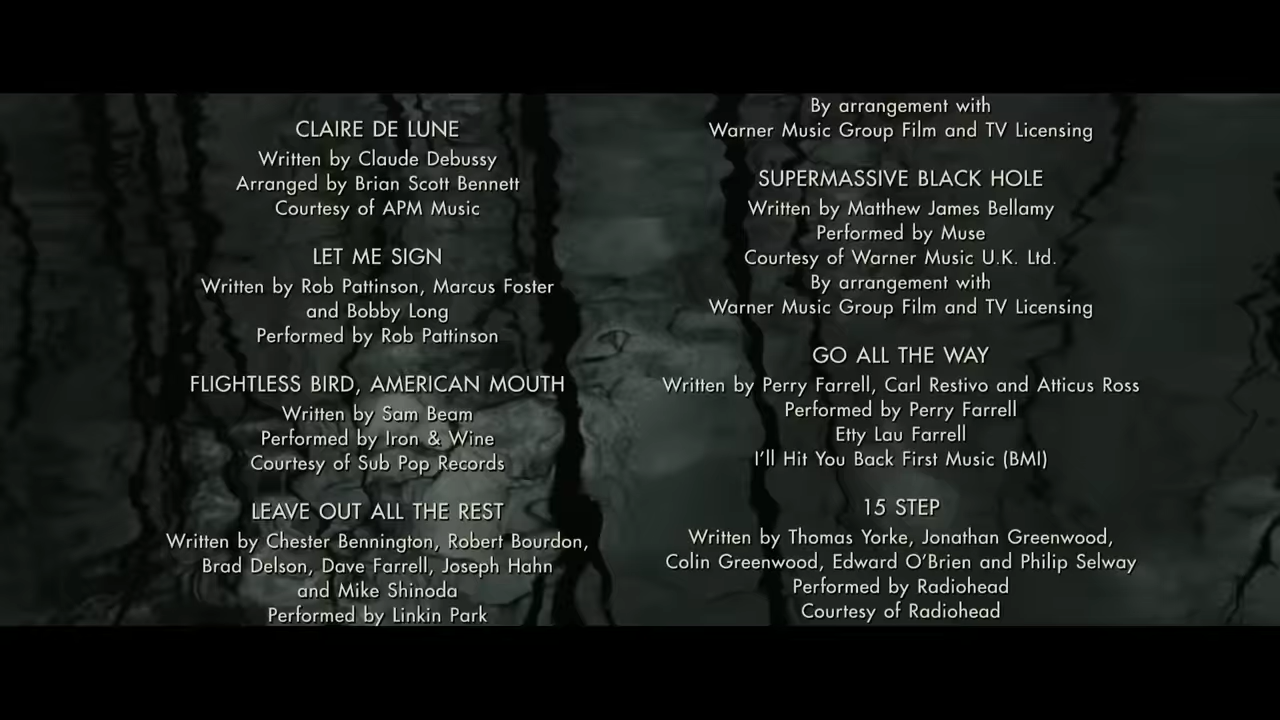 CLAIRE DE LUNE
Written by Claude Debussy
Arranged by Brian Scott Bennett
Courtesy of APM Music
LET ME SIGN
Written by Rob Pattinson, Marcus Foster
and Bobby Long
Performed by Rob Pattinson
FLIGHTLESS BIRD, AMERICAN MOUTH
Written by Sam Beam
Performed by Iron & Wine
Courtesy of Sub Pop Records
LEAVE OUT ALL THE REST
Written by Chester Bennington, Robert Bourdon,
Brad Delson, Dave Farrell, Joseph Hahn
and Mike Shinoda
Performed by Linkin Park
By arrangement with
Warner Music Group Film and TV Licensing
SUPERMASSIVE BLACK HOLE
Written by Matthew James Bellamy
Performed by Muse
Courtesy of Warner Music U.K. Ltd.
By arrangement with
Warner Music Group Film and TV Licensing
GO ALL THE WAY
Written by Perry Farrell, Carl Restivo and Atticus Ross
Performed by Perry Farrell
Etty Lau Farrell
I'll Hit You Back First Music (BMI)
15 STEP
Written by Thomas Yorke, Jonathan Greenwood,
Colin Greenwood, Edward O'Brien and Philip Selway
Performed by Radiohead
Courtesy of Radiohead